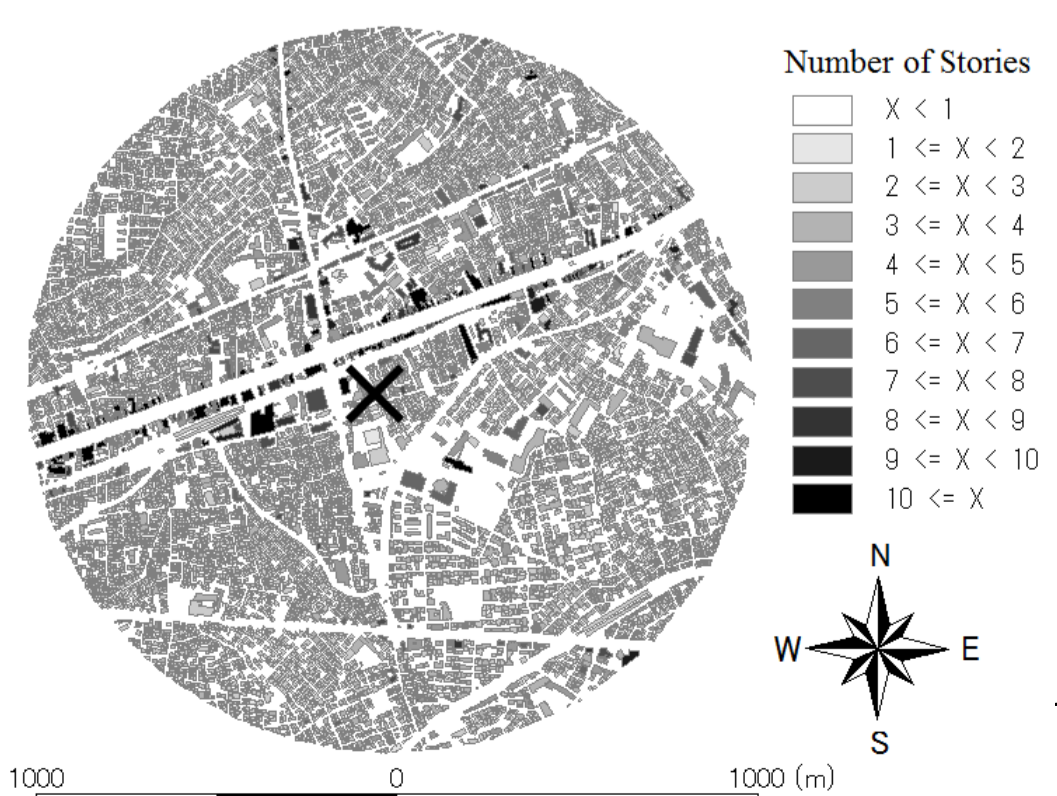 Number of Stories
X < 1
1 <= X < 2
2 <= X < 3
3 <= X < 4
4 <= X < 5
5 <= X < 6
6 <= X < 7
7 <= X < 8
8 <= X < 9
9 <= X < 10
10 <= X
N
W E
S
1000 0 1000 (m)